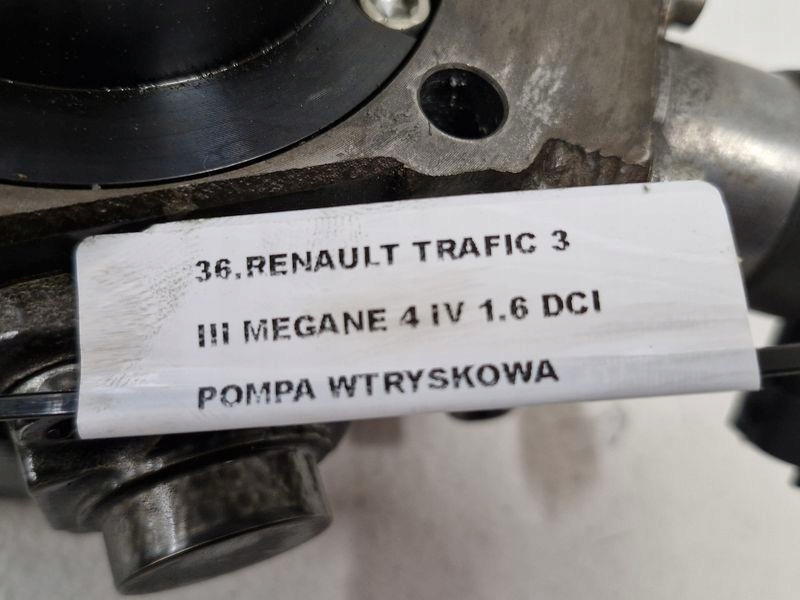 36.RENAULT TRAFIC 3
III MEGANE 4 iV 1.6 DCI
POMPA WTRYSKOWA